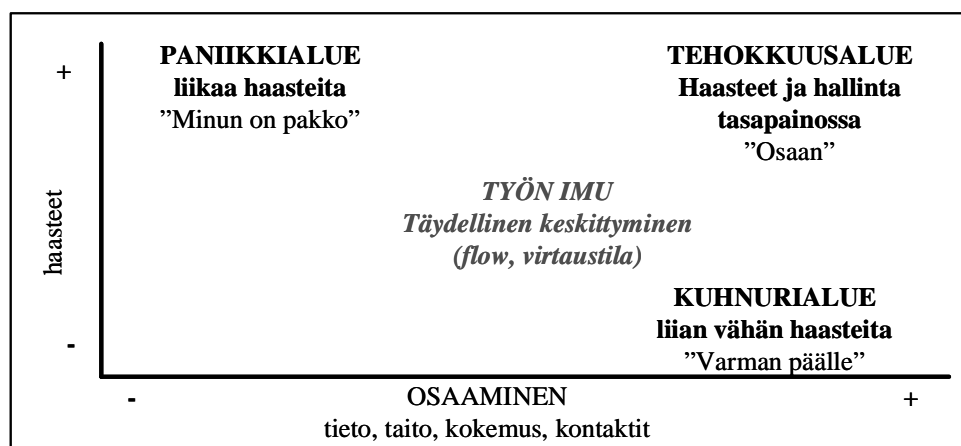 PANIIKKIALUE
liikaa haasteita
”Minun on pakko”
TEHOKKUUSALUE
Haasteet ja hallinta
tasapainossa
”Osaan”
+
haasteet
-
TYÖN IMU
Täydellinen keskittyminen
(flow, virtaustila)
KUHNURIALUE
liian vähän haasteita
”Varman päälle”
- OSAAMINEN +
tieto, taito, kokemus, kontaktit